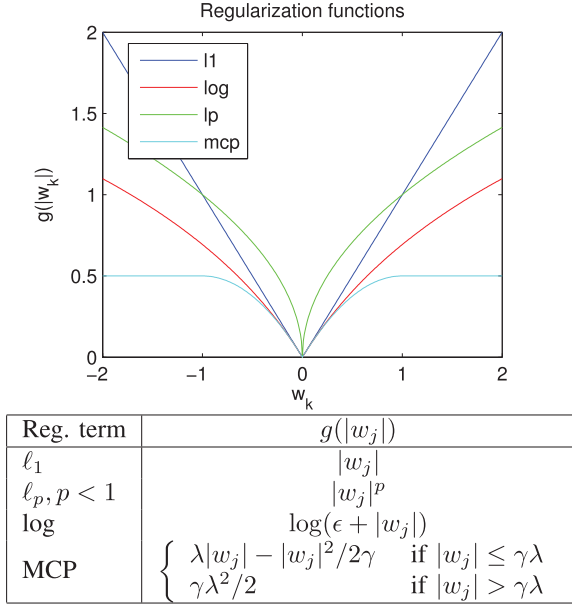 Regularization functions
2
1.5
1
0.5
0
g(|w_k|)
l1
log
lp
mcp
−2 −1 0 1 2
w_k
Reg. term g(|w_j|)
ℓ_1 |w_j|
ℓ_p, p < 1 |w_j|^p
log log(ϵ + |w_j|)
MCP { λ|w_j| − |w_j|^2/2γ if |w_j| ≤ γλ
γλ^2/2 if |w_j| > γλ